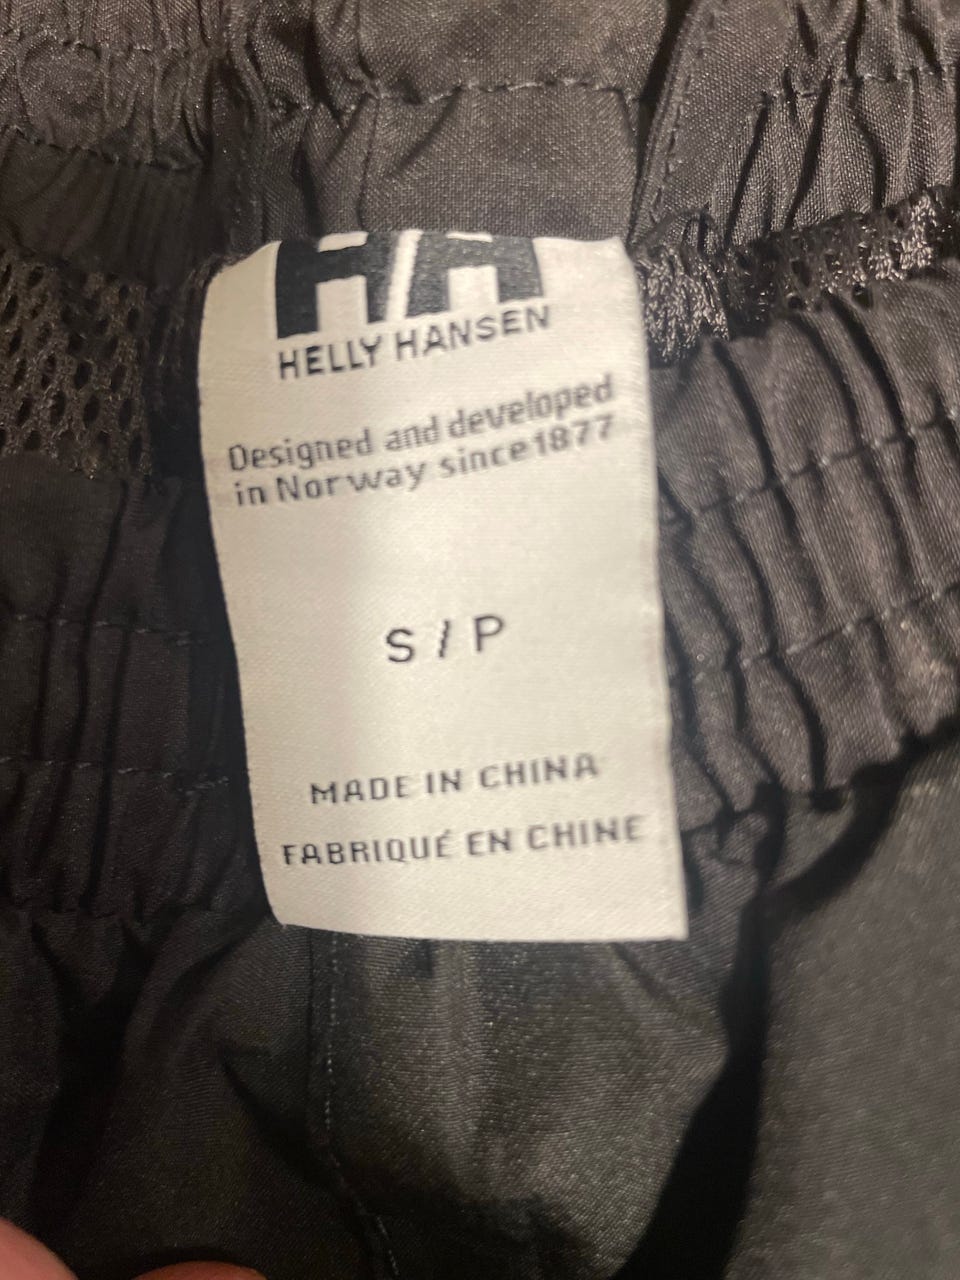 HH
HELLY HANSEN
Designed and developed
in Norway since 1877
S / P
MADE IN CHINA
FABRIQUÉ EN CHINE